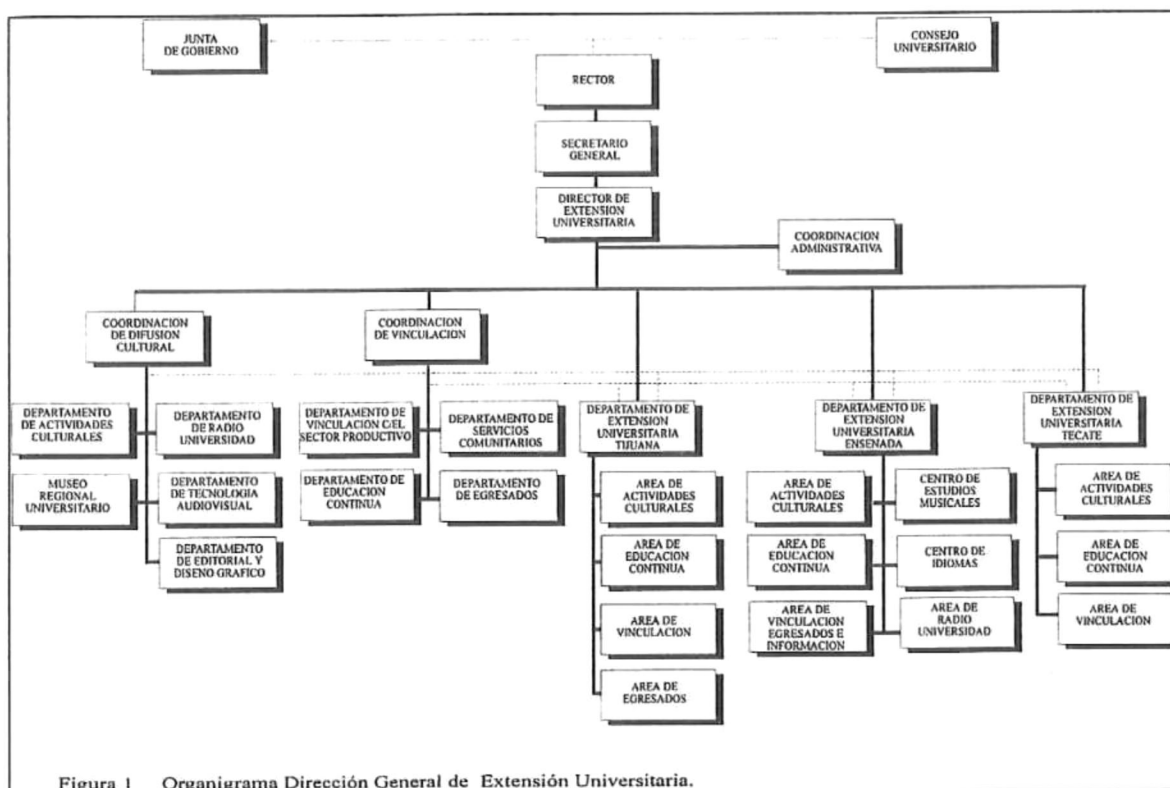 JUNTA
DE GOBIERNO
CONSEJO
UNIVERSITARIO
RECTOR
SECRETARIO
GENERAL
DIRECTOR DE
EXTENSION
UNIVERSITARIA
COORDINACION
ADMINISTRATIVA
COORDINACION
DE DIFUSION
CULTURAL
COORDINACION
DE VINCULACION
DEPARTAMENTO
DE ACTIVIDADES
CULTURALES
DEPARTAMENTO
DE RADIO
UNIVERSIDAD
MUSEO
REGIONAL
UNIVERSITARIO
DEPARTAMENTO
DE TECNOLOGIA
AUDIOVISUAL
DEPARTAMENTO
DE EDITORIAL Y
DISENO GRAFICO
DEPARTAMENTO DE
VINCULACION C/EL
SECTOR PRODUCTIVO
DEPARTAMENTO DE
SERVICIOS
COMUNITARIOS
DEPARTAMENTO DE
EDUCACION
CONTINUA
DEPARTAMENTO
DE EGRESADOS
DEPARTAMENTO DE
EXTENSION
UNIVERSITARIA
TIJUANA
AREA DE
ACTIVIDADES
CULTURALES
AREA DE
EDUCACION
CONTINUA
AREA DE
VINCULACION
AREA DE
EGRESADOS
DEPARTAMENTO DE
EXTENSION
UNIVERSITARIA
ENSENADA
AREA DE
ACTIVIDADES
CULTURALES
CENTRO DE
ESTUDIOS
MUSICALES
AREA DE
EDUCACION
CONTINUA
CENTRO DE
IDIOMAS
AREA DE
VINCULACION
EGRESADOS E
INFORMACION
AREA DE
RADIO
UNIVERSIDAD
DEPARTAMENTO DE
EXTENSION
UNIVERSITARIA
TECATE
AREA DE
ACTIVIDADES
CULTURALES
AREA DE
EDUCACION
CONTINUA
AREA DE
VINCULACION
Figura 1 Organigrama Dirección General de Extensión Universitaria.